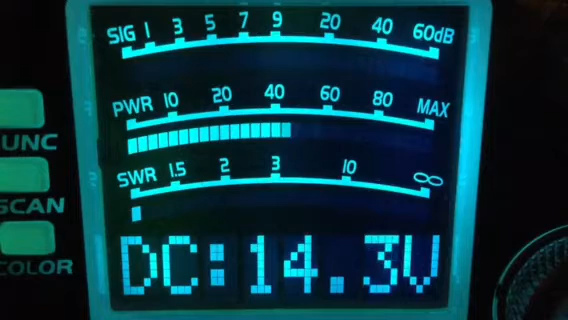 SIG 1 3 5 7 9 20 40 60dB
PWR 10 20 40 60 80 MAX
SWR 1.5 2 3 10 ∞
DC:14.3V
UNC
SCAN
COLOR